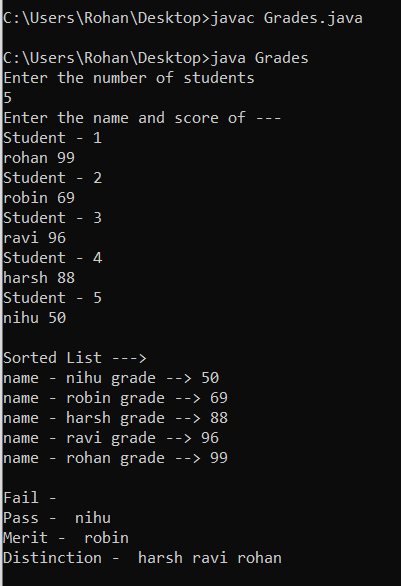 C:\Users\Rohan\Desktop>javac Grades.java
C:\Users\Rohan\Desktop>java Grades
Enter the number of students
5
Enter the name and score of ---
Student - 1
rohan 99
Student - 2
robin 69
Student - 3
ravi 96
Student - 4
harsh 88
Student - 5
nihu 50
Sorted List --->
name - nihu grade --> 50
name - robin grade --> 69
name - harsh grade --> 88
name - ravi grade --> 96
name - rohan grade --> 99
Fail -
Pass -  nihu
Merit -  robin
Distinction -  harsh ravi rohan